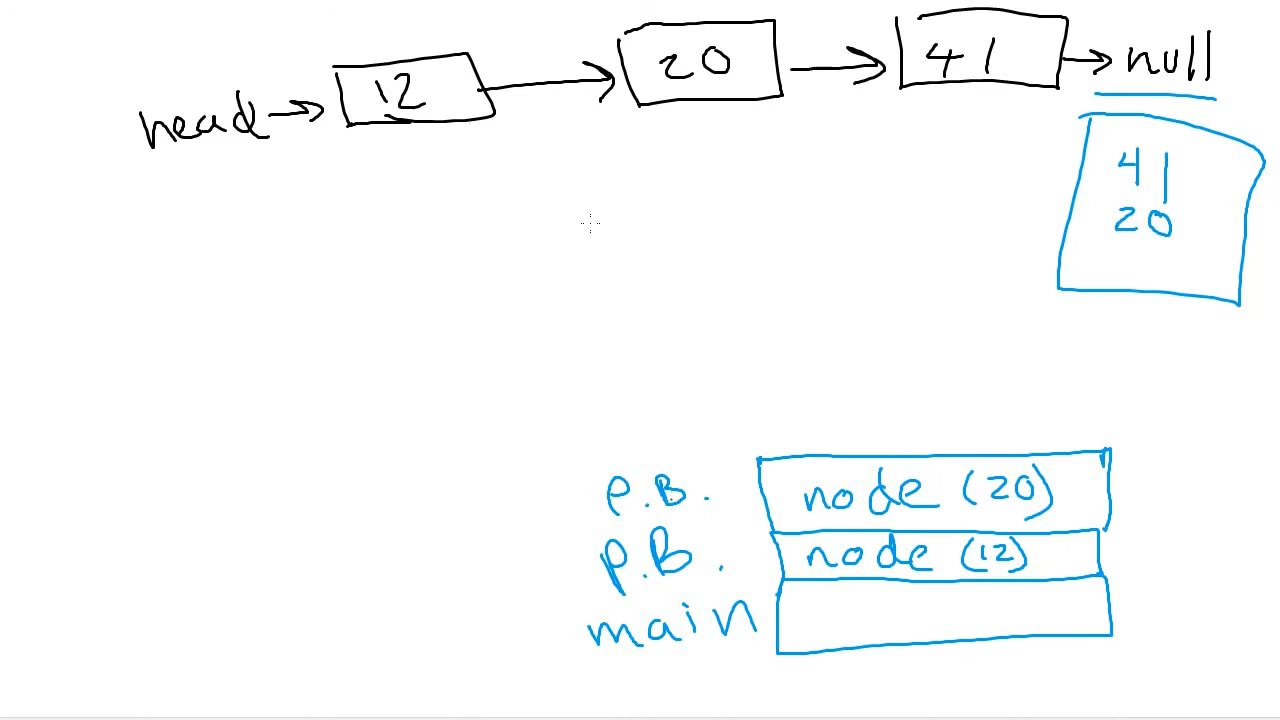 head → 12 → 20 → 41 → null
41
20
P.B. node (20)
P.B. node (12)
main